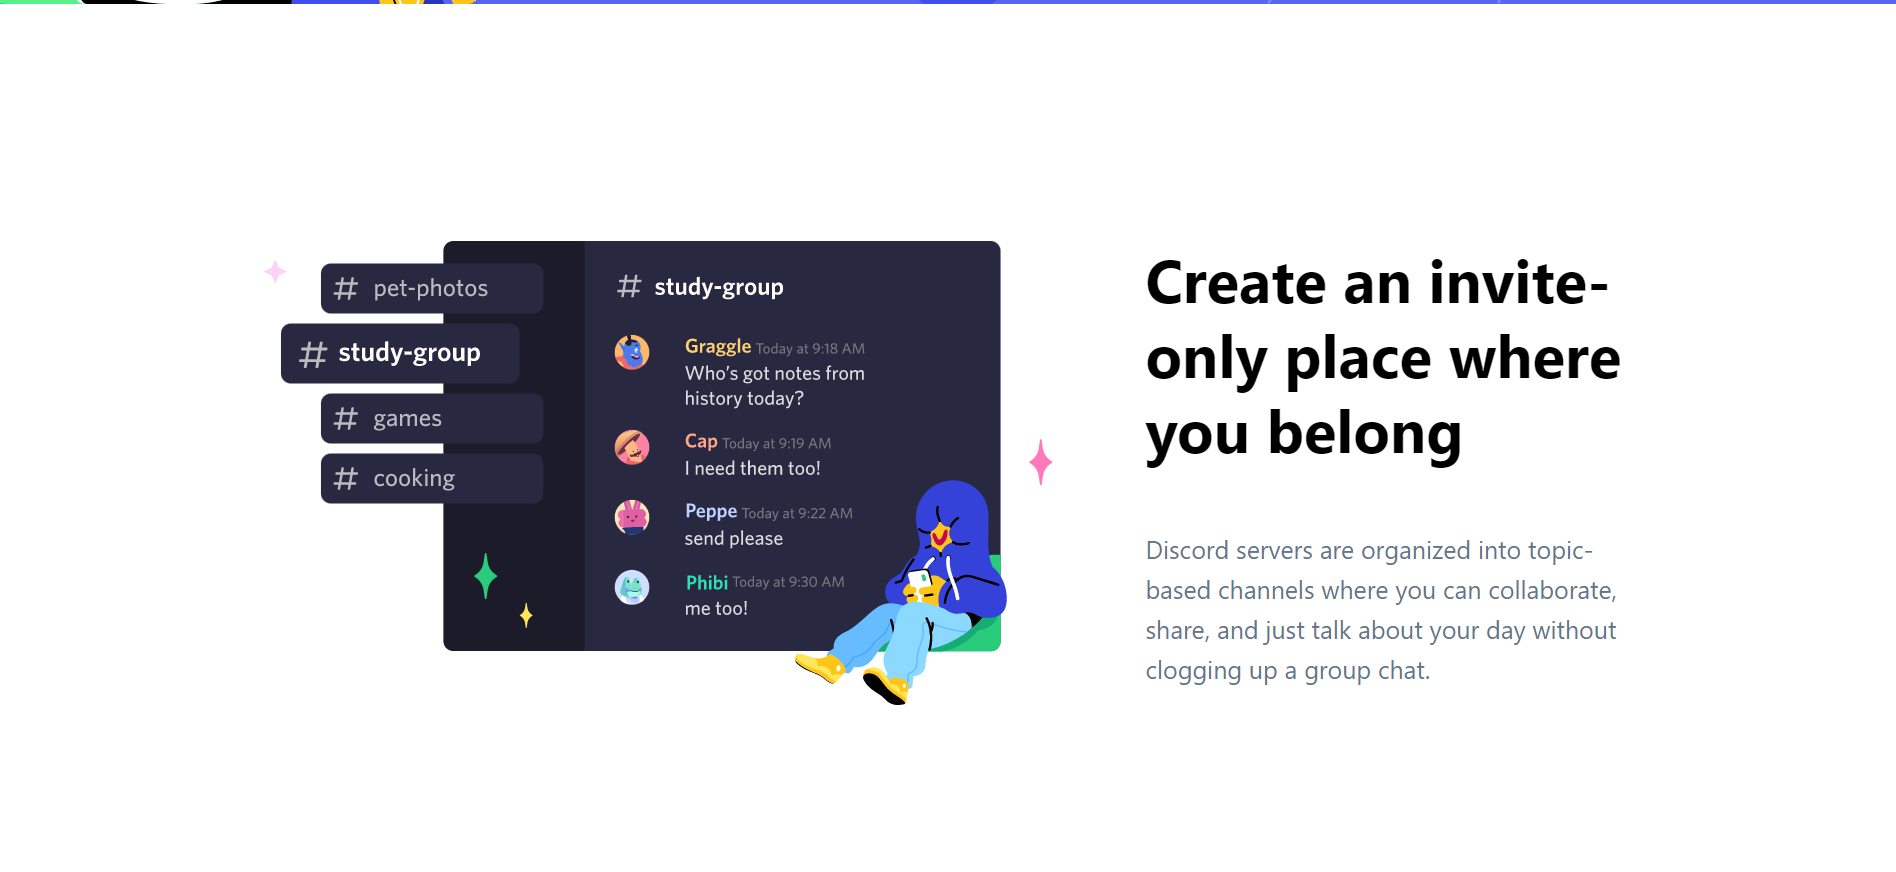 # pet-photos
# study-group
# games
# cooking
# study-group
Graggle Today at 9:18 AM
Who's got notes from
history today?
Cap Today at 9:19 AM
I need them too!
Peppe Today at 9:22 AM
send please
Phibi Today at 9:30 AM
me too!
Create an invite-
only place where
you belong
Discord servers are organized into topic-
based channels where you can collaborate,
share, and just talk about your day without
clogging up a group chat.